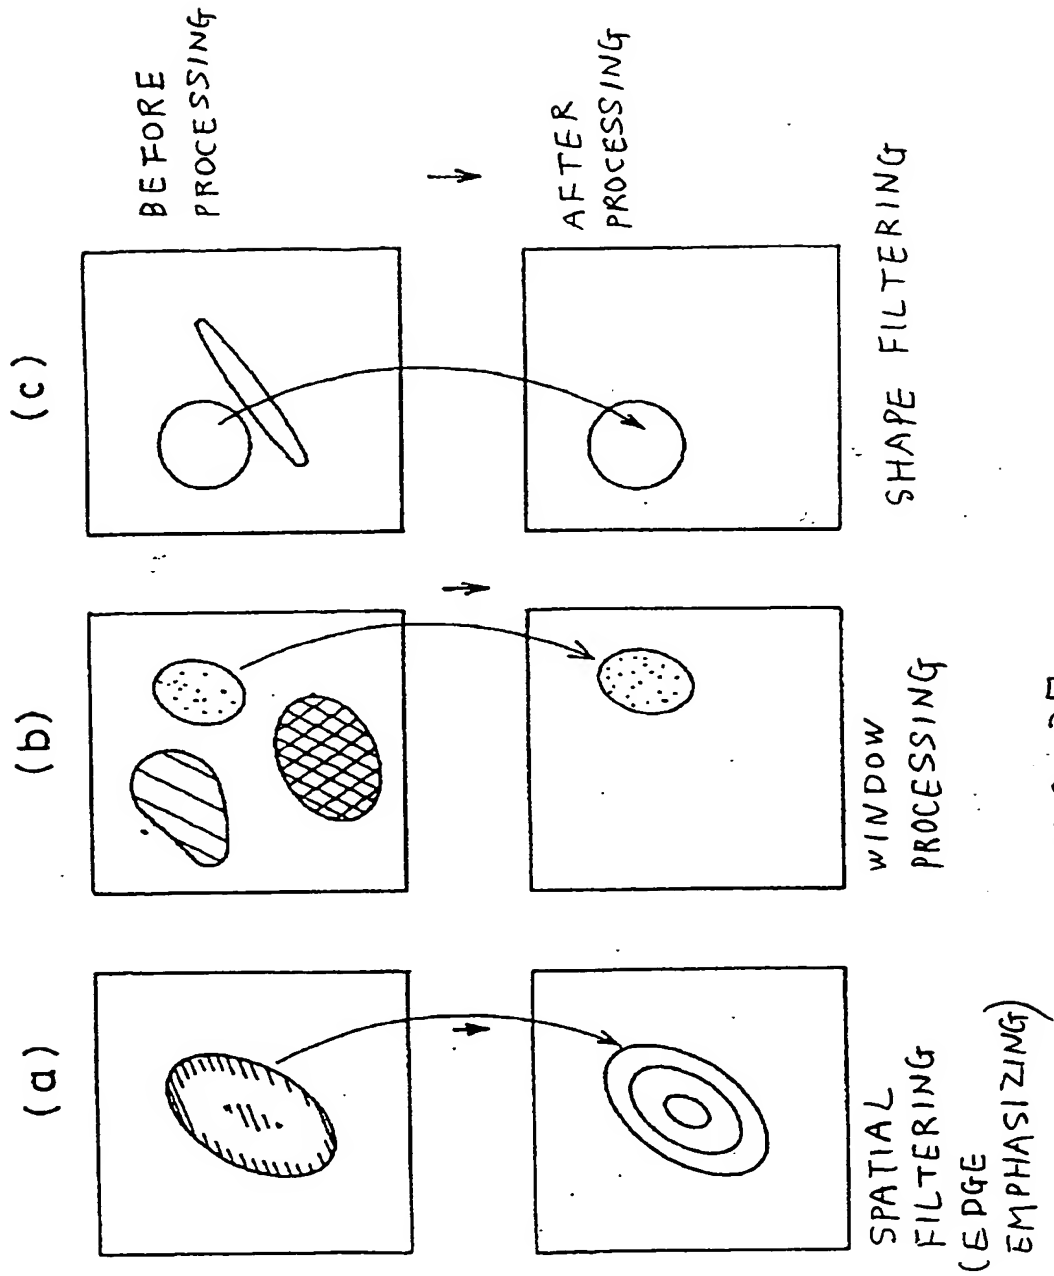 (a)
(b)
(c)
BEFORE
PROCESSING
AFTER
PROCESSING
SPATIAL
FILTERING
(EDGE
EMPHASIZING)
WINDOW
PROCESSING
SHAPE FILTERING